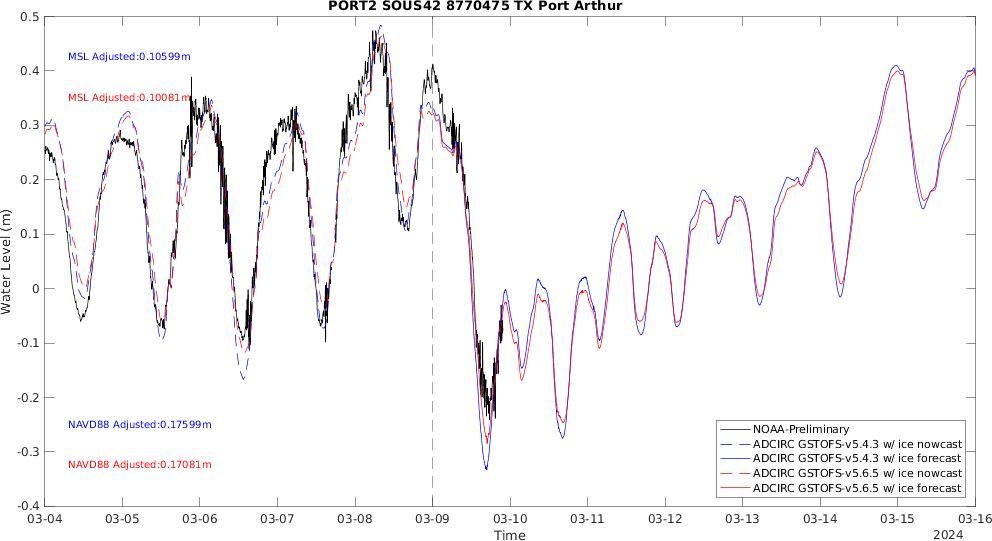 PORT2 SOUS42 8770475 TX Port Arthur
0.5
0.4
0.3
0.2
0.1
0
-0.1
-0.2
-0.3
-0.4
Water Level (m)
MSL Adjusted:0.10599m
MSL Adjusted:0.10081m
NAVD88 Adjusted:0.17599m
NAVD88 Adjusted:0.17081m
NOAA-Preliminary
ADCIRC GSTOFS-v5.4.3 w/ ice nowcast
ADCIRC GSTOFS-v5.4.3 w/ ice forecast
ADCIRC GSTOFS-v5.6.5 w/ ice nowcast
ADCIRC GSTOFS-v5.6.5 w/ ice forecast
03-04 03-05 03-06 03-07 03-08 03-09 03-10 03-11 03-12 03-13 03-14 03-15 03-16
Time
2024